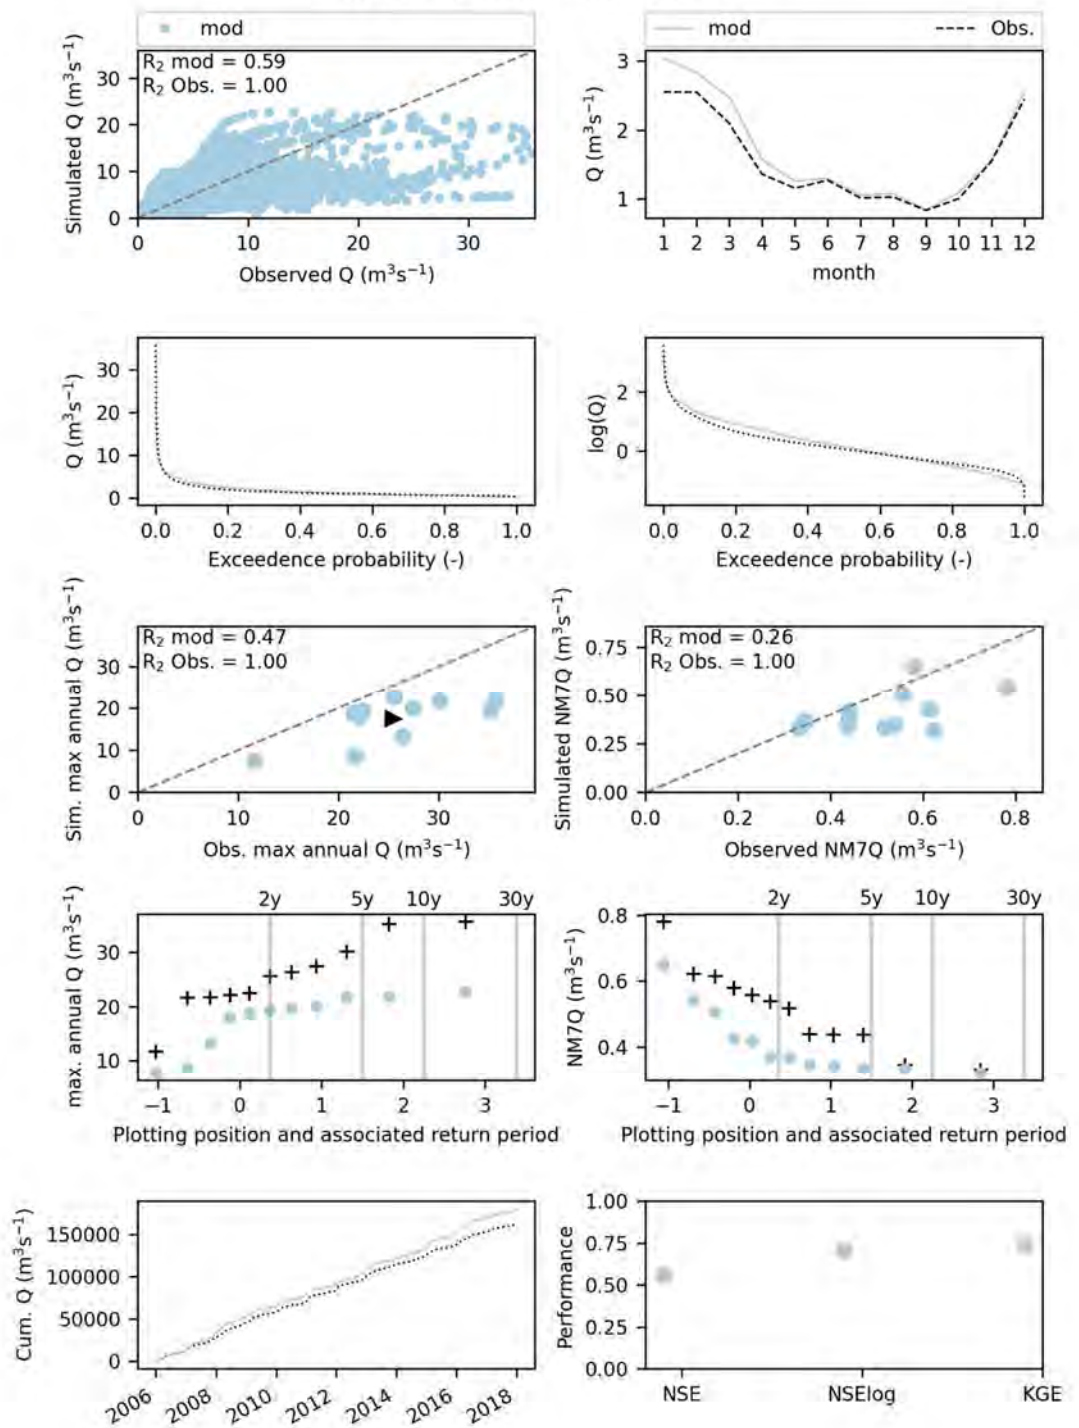 mod
mod Obs.
R₂ mod = 0.59
R₂ Obs. = 1.00
Simulated Q (m³s⁻¹)
30
20
10
0
0 10 20 30
Observed Q (m³s⁻¹)
Q (m³s⁻¹)
3
2
1
1 2 3 4 5 6 7 8 9 10 11 12
month
Q (m³s⁻¹)
30
20
10
0
0.0 0.2 0.4 0.6 0.8 1.0
Exceedence probability (-)
log(Q)
2
0
0.0 0.2 0.4 0.6 0.8 1.0
Exceedence probability (-)
Sim. max annual Q (m³s⁻¹)
R₂ mod = 0.47
R₂ Obs. = 1.00
30
20
10
0
0 10 20 30
Obs. max annual Q (m³s⁻¹)
Simulated NM7Q (m³s⁻¹)
R₂ mod = 0.26
R₂ Obs. = 1.00
0.75
0.50
0.25
0.00
0.0 0.2 0.4 0.6 0.8
Observed NM7Q (m³s⁻¹)
max. annual Q (m³s⁻¹)
2y 5y 10y 30y
30
20
10
−1 0 1 2 3
Plotting position and associated return period
NM7Q (m³s⁻¹)
2y 5y 10y 30y
0.8
0.6
0.4
−1 0 1 2 3
Plotting position and associated return period
Cum. Q (m³s⁻¹)
150000
100000
50000
0
2006 2008 2010 2012 2014 2016 2018
Performance
1.00
0.75
0.50
0.25
0.00
NSE NSElog KGE